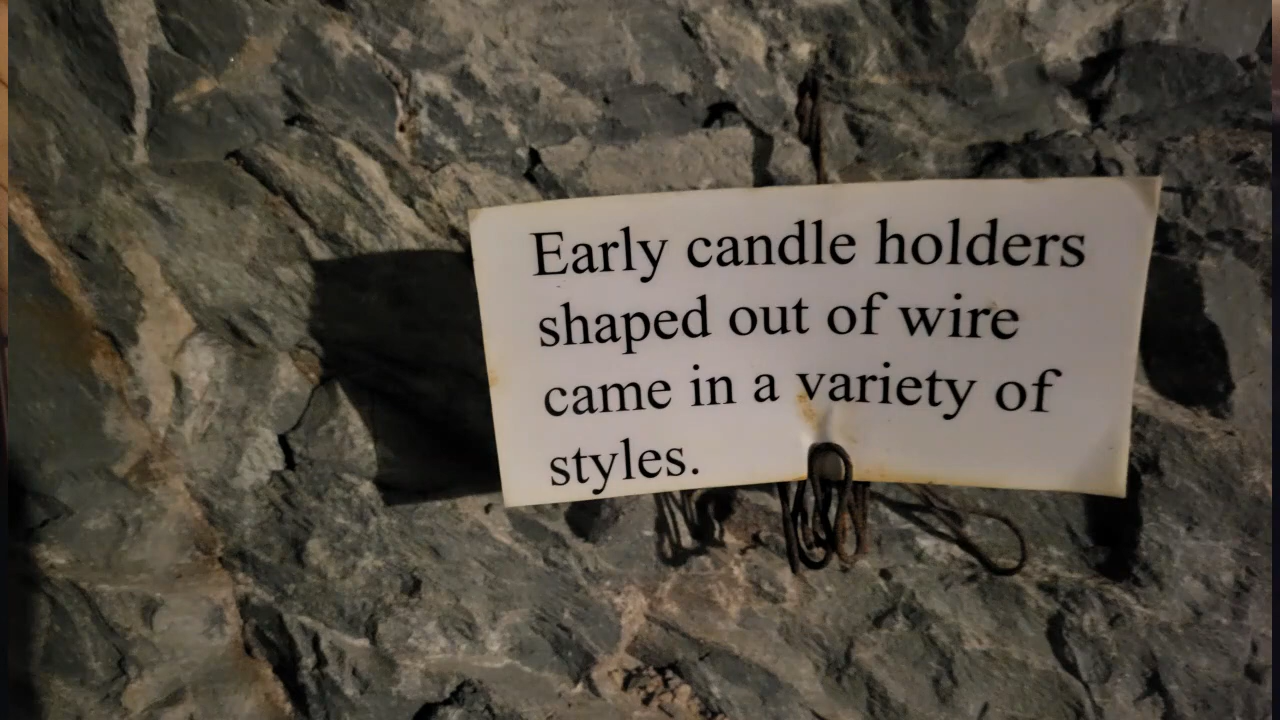 Early candle holders
shaped out of wire
came in a variety of
styles.